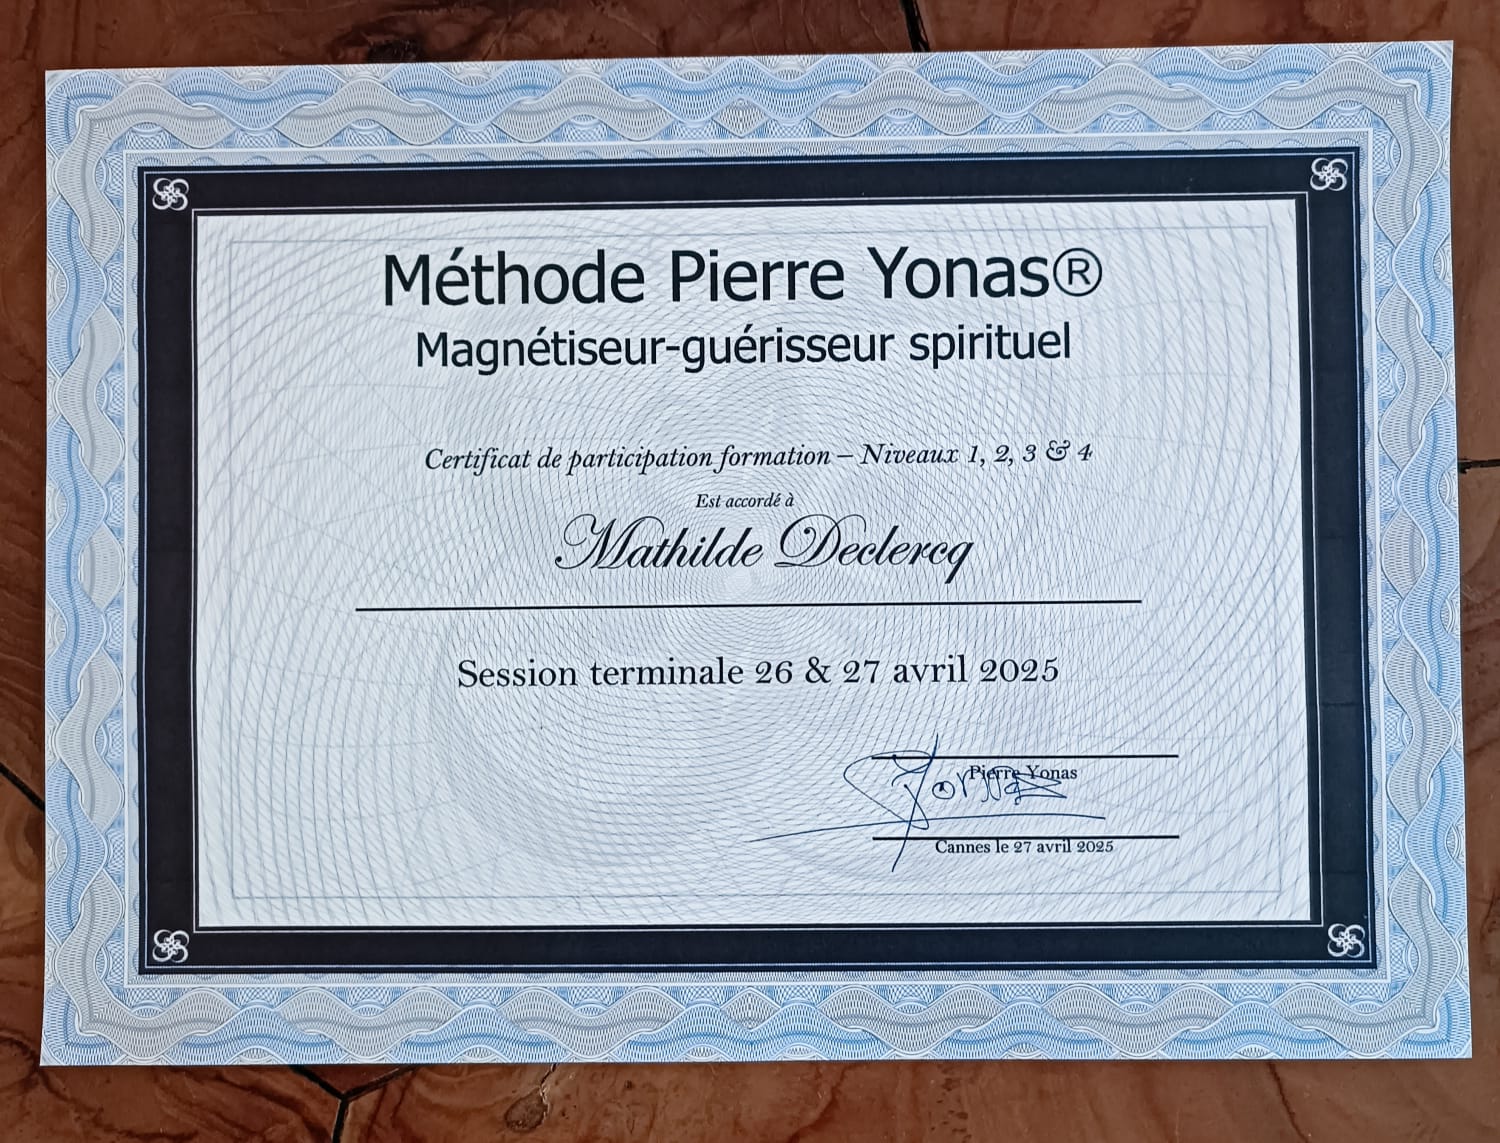 Méthode Pierre Yonas®
Magnétiseur-guérisseur spirituel
Certificat de participation formation – Niveaux 1, 2, 3 & 4
Est accordé à
Mathilde Declercq
Session terminale 26 & 27 avril 2025
Pierre Yonas
Cannes le 27 avril 2025